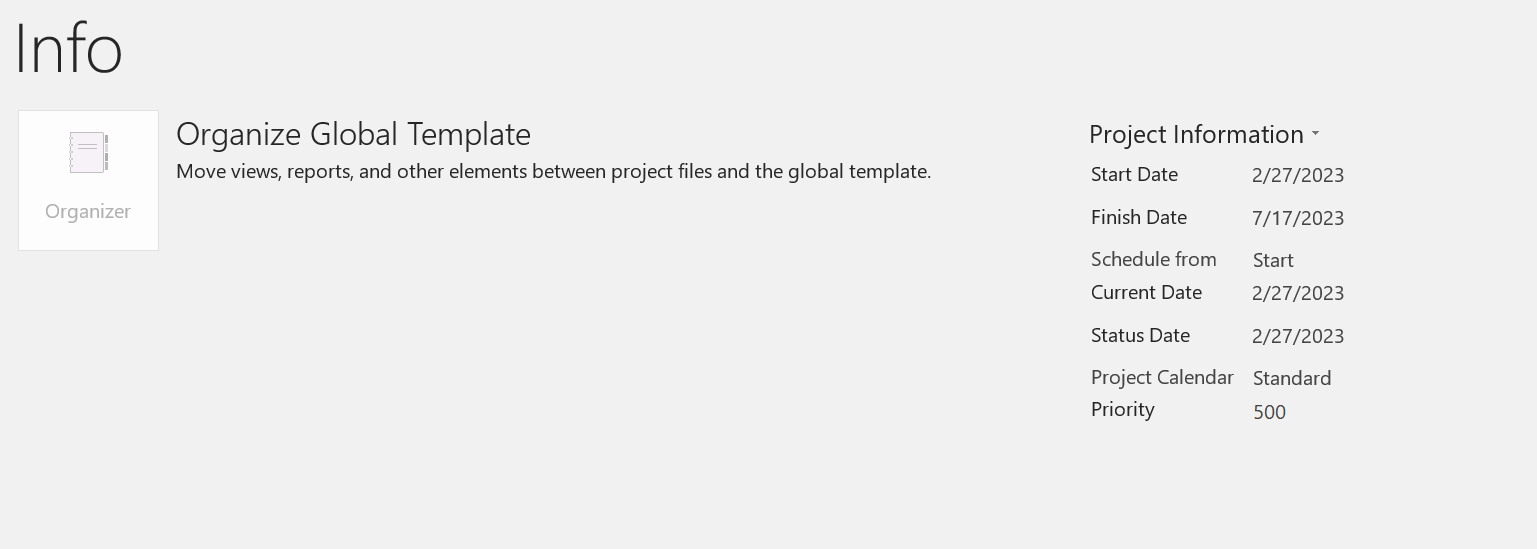 Info
Organizer
Organize Global Template
Move views, reports, and other elements between project files and the global template.
Project Information
Start Date 2/27/2023
Finish Date 7/17/2023
Schedule from Start
Current Date 2/27/2023
Status Date 2/27/2023
Project Calendar Standard
Priority 500